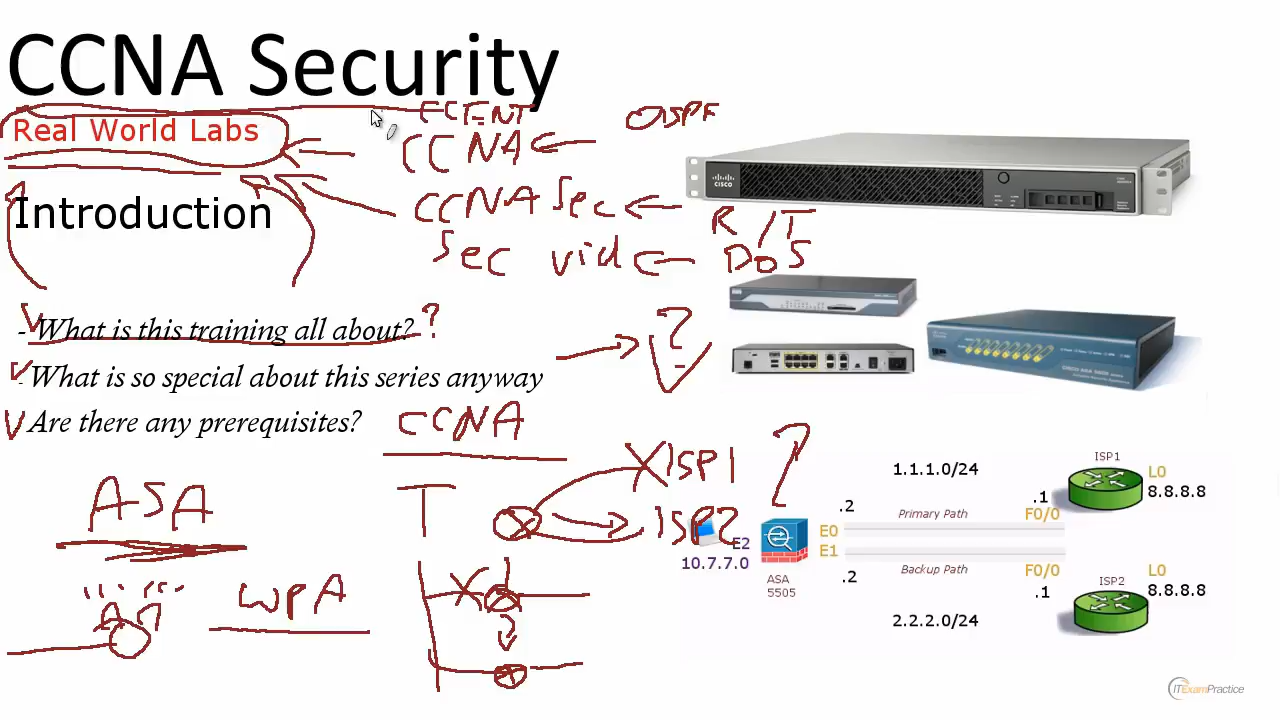 CCNA Security
Real World Labs
Introduction
CCENT
OSPF
CCNA
CCNA Sec
R/T
Sec vid
DoS
?
- What is this training all about?
?
- What is so special about this series anyway
- Are there any prerequisites?
CCNA
ASA
T
ISP1
ISP2
?
WPA
CISCO
1.1.1.0/24
ISP1
L0
8.8.8.8
.1
F0/0
.2
Primary Path
E0
E2
10.7.7.0
E1
ASA
5505
Backup Path
.2
F0/0
.1
ISP2
L0
8.8.8.8
2.2.2.0/24
ITExamPractice